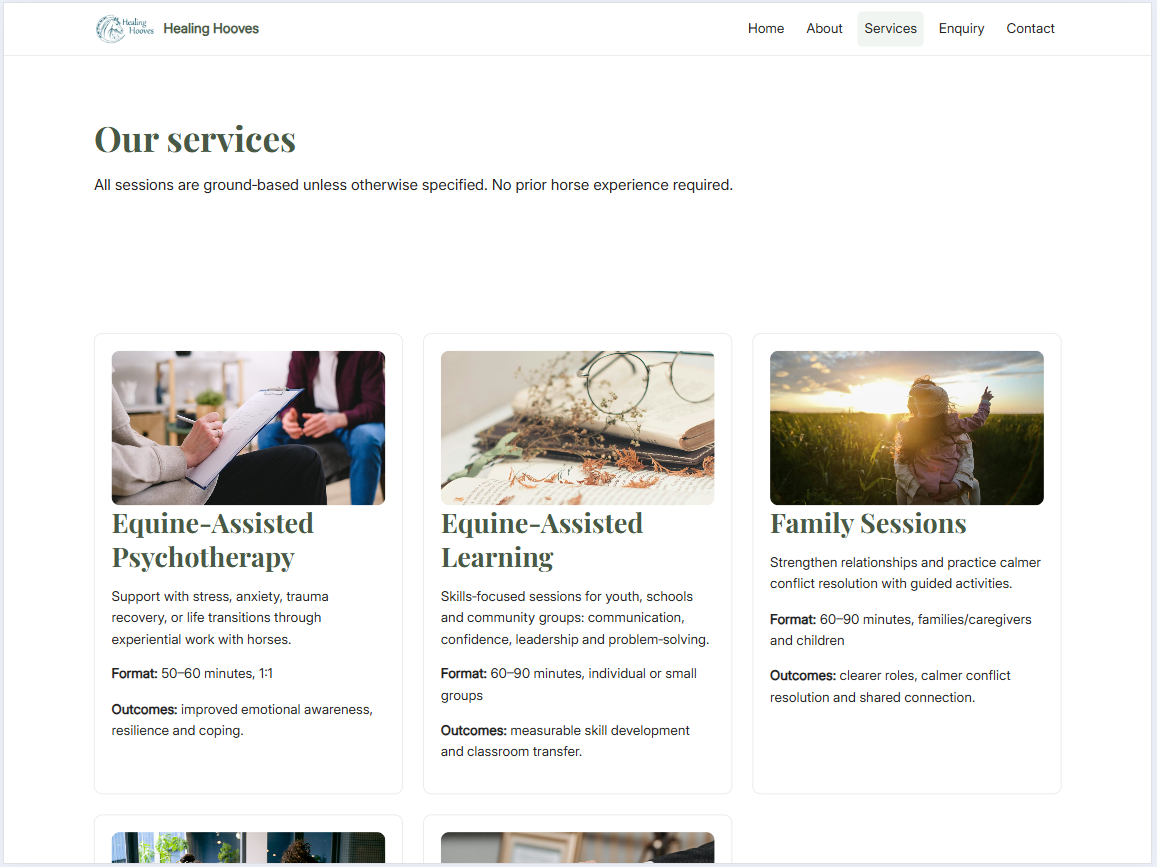 Healing
Hooves
Healing Hooves
Home About Services Enquiry Contact
Our services
All sessions are ground-based unless otherwise specified. No prior horse experience required.
Equine-Assisted
Psychotherapy
Support with stress, anxiety, trauma
recovery, or life transitions through
experiential work with horses.
Format: 50–60 minutes, 1:1
Outcomes: improved emotional awareness,
resilience and coping.
Equine-Assisted
Learning
Skills-focused sessions for youth, schools
and community groups: communication,
confidence, leadership and problem-solving.
Format: 60–90 minutes, individual or small
groups
Outcomes: measurable skill development
and classroom transfer.
Family Sessions
Strengthen relationships and practice calmer
conflict resolution with guided activities.
Format: 60–90 minutes, families/caregivers
and children
Outcomes: clearer roles, calmer conflict
resolution and shared connection.